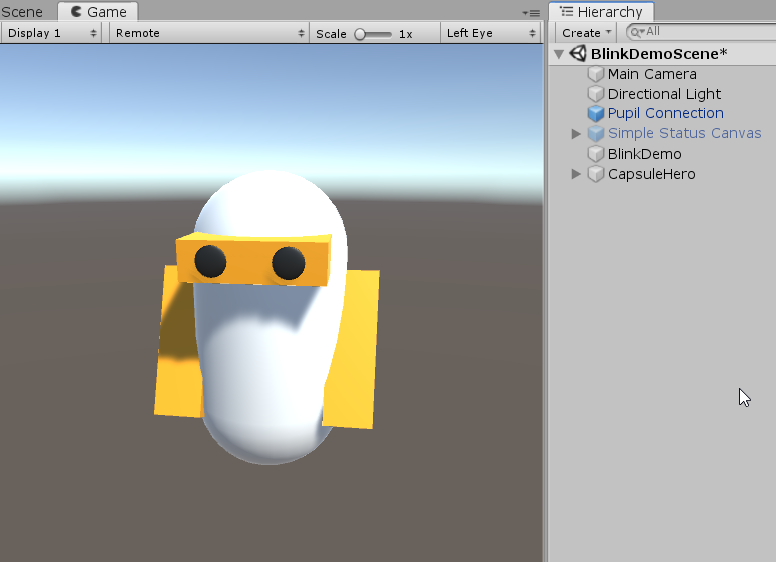 Scene Game
Display 1 Remote Scale 1x Left Eye
Hierarchy
Create All
BlinkDemoScene*
Main Camera
Directional Light
Pupil Connection
Simple Status Canvas
BlinkDemo
CapsuleHero